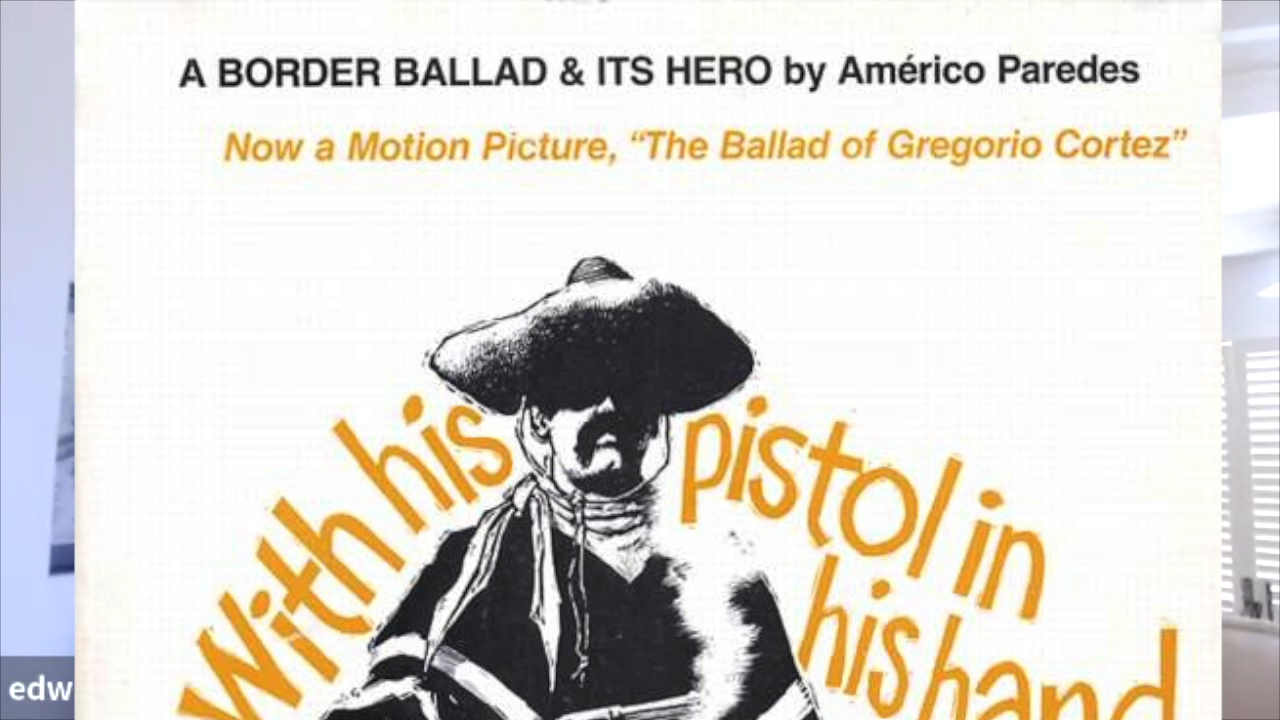 A BORDER BALLAD & ITS HERO by Américo Paredes
Now a Motion Picture, “The Ballad of Gregorio Cortez”
With his pistol in
his hand
edw